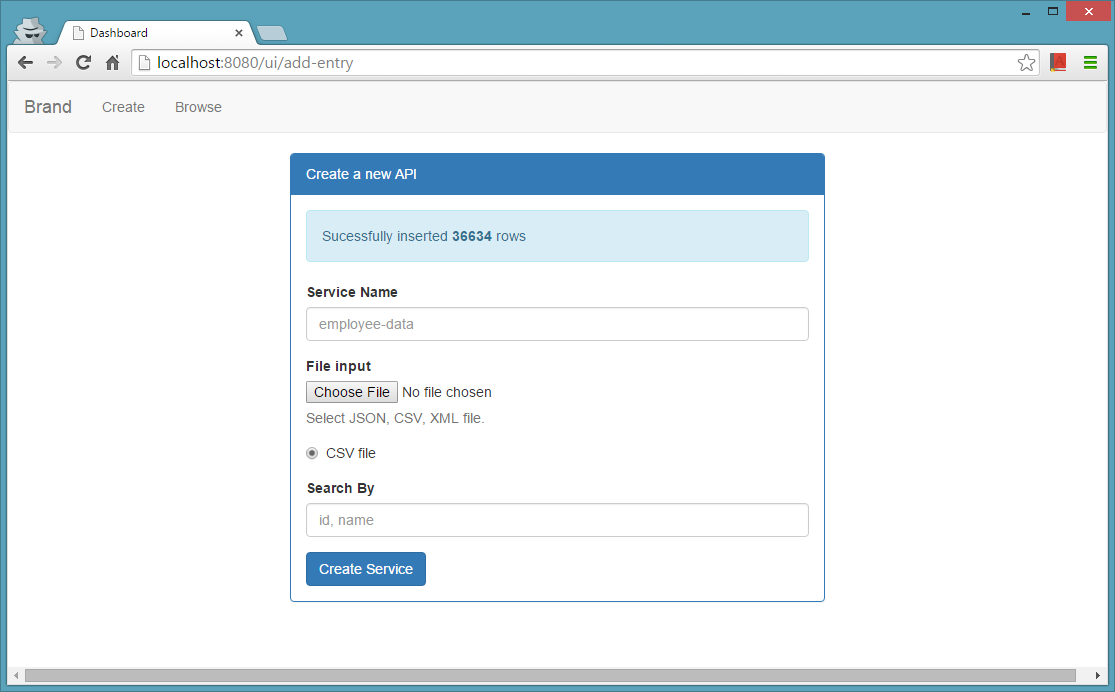 Dashboard
localhost:8080/ui/add-entry
Brand Create Browse
Create a new API
Sucessfully inserted 36634 rows
Service Name
employee-data
File input
Choose File No file chosen
Select JSON, CSV, XML file.
CSV file
Search By
id, name
Create Service